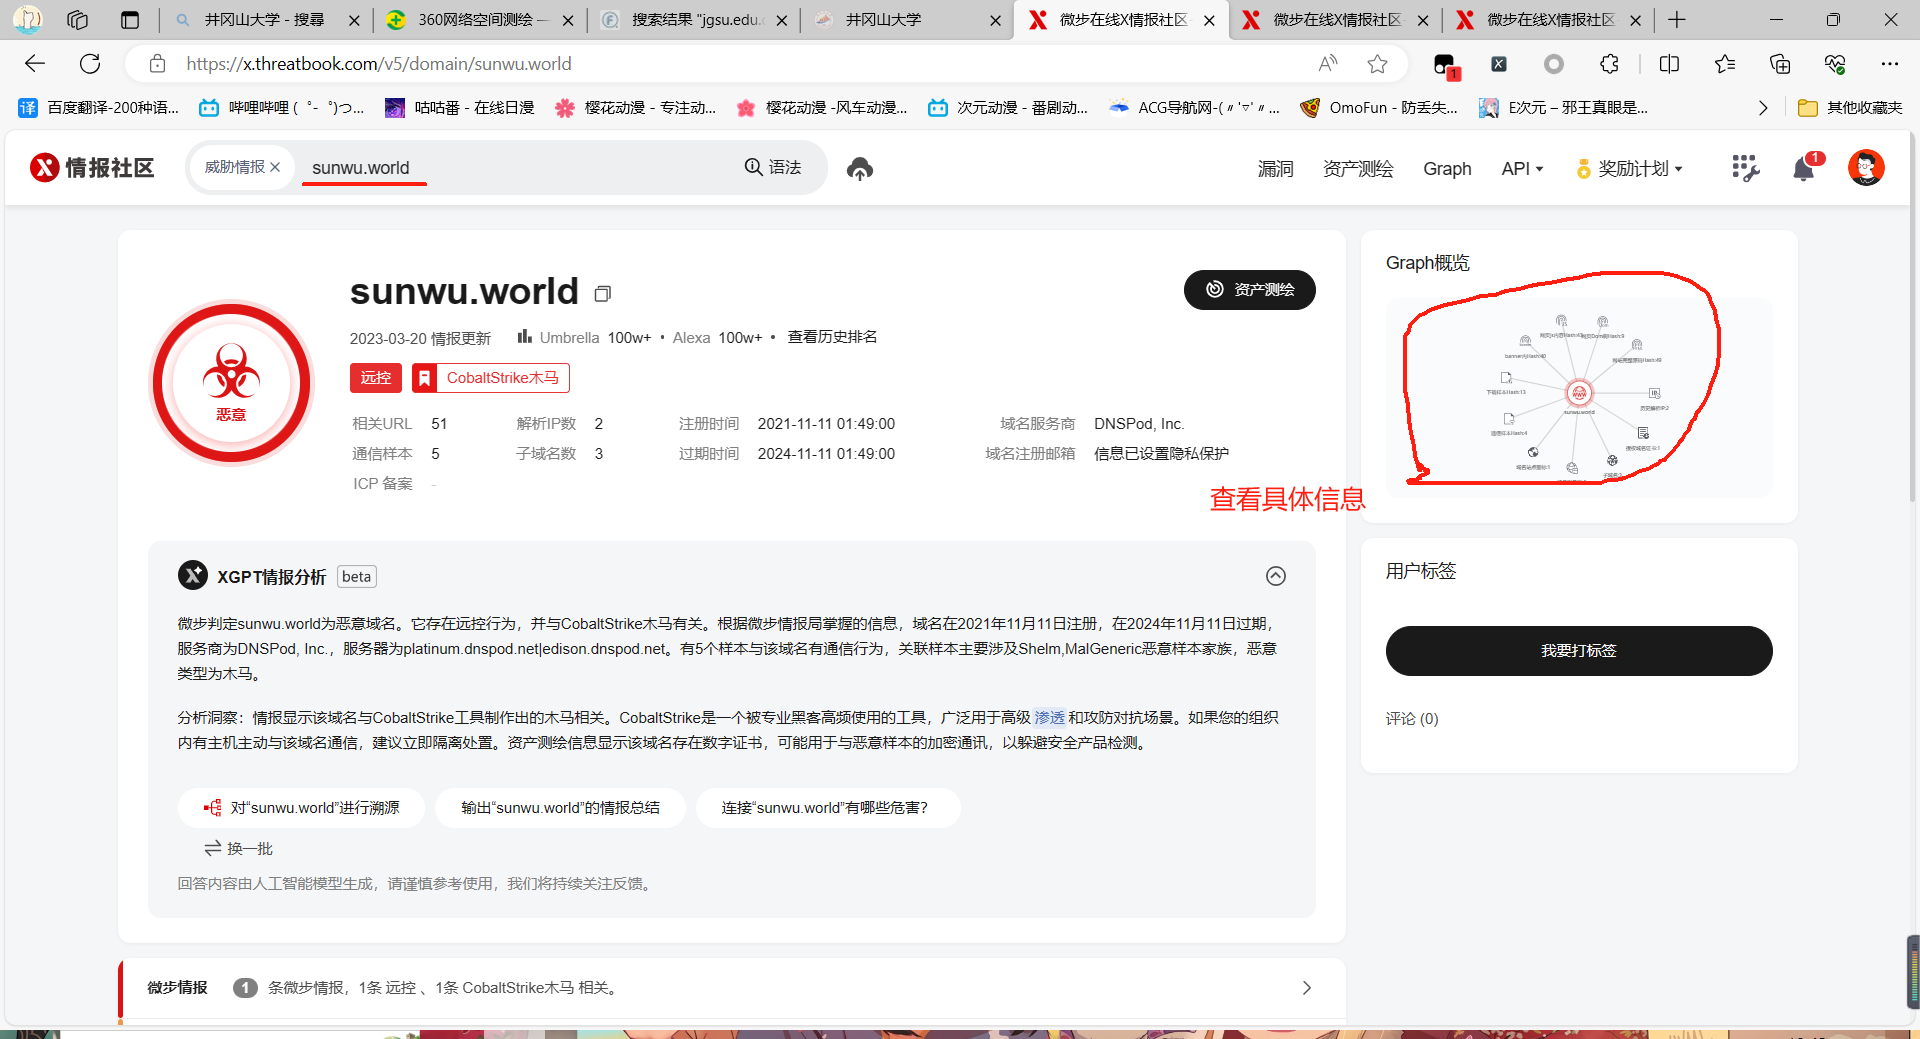 井冈山大学 - 搜尋
360网络空间测绘 —
搜索结果 "jgsu.edu.c
井冈山大学
微步在线X情报社区-
微步在线X情报社区-
微步在线X情报社区
https://x.threatbook.com/v5/domain/sunwu.world
1
译 百度翻译-200种语...
哔哩哔哩 (゜-゜)つ...
咕咕番 - 在线日漫
樱花动漫 - 专注动...
樱花动漫 -风车动漫...
次元动漫 - 番剧动...
ACG导航网-(〃'▽'〃...
OmoFun - 防丢失...
E次元 – 邪王真眼是...
其他收藏夹
情报社区
威胁情报 ×
sunwu.world
语法
漏洞
资产测绘
Graph
API
奖励计划
1
sunwu.world
资产测绘
2023-03-20 情报更新
Umbrella 100w+ • Alexa 100w+ • 查看历史排名
恶意
远控
CobaltStrike木马
相关URL 51
解析IP数 2
注册时间 2021-11-11 01:49:00
域名服务商 DNSPod, Inc.
通信样本 5
子域名数 3
过期时间 2024-11-11 01:49:00
域名注册邮箱 信息已设置隐私保护
ICP 备案 -
查看具体信息
Graph概览
sunwu.world
XGPT情报分析 beta
微步判定sunwu.world为恶意域名。它存在远控行为，并与CobaltStrike木马有关。根据微步情报局掌握的信息，域名在2021年11月11日注册，在2024年11月11日过期，
服务商为DNSPod, Inc.，服务器为platinum.dnspod.net|edison.dnspod.net。有5个样本与该域名有通信行为，关联样本主要涉及Shelm,MalGeneric恶意样本家族，恶意
类型为木马。
分析洞察：情报显示该域名与CobaltStrike工具制作出的木马相关。CobaltStrike是一个被专业黑客高频使用的工具，广泛用于高级渗透和攻防对抗场景。如果您的组织
内有主机主动与该域名通信，建议立即隔离处置。资产测绘信息显示该域名存在数字证书，可能用于与恶意样本的加密通讯，以躲避安全产品检测。
对“sunwu.world”进行溯源
输出“sunwu.world”的情报总结
连接“sunwu.world”有哪些危害？
换一批
回答内容由人工智能模型生成，请谨慎参考使用，我们将持续关注反馈。
用户标签
我要打标签
评论 (0)
微步情报
1 条微步情报，1条 远控 、1条 CobaltStrike木马 相关。